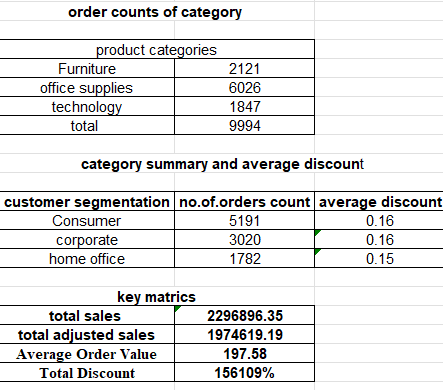 order counts of category
product categories
Furniture 2121
office supplies 6026
technology 1847
total 9994
category summary and average discount
customer segmentation no.of.orders count average discount
Consumer 5191 0.16
corporate 3020 0.16
home office 1782 0.15
key matrics
total sales 2296896.35
total adjusted sales 1974619.19
Average Order Value 197.58
Total Discount 156109%